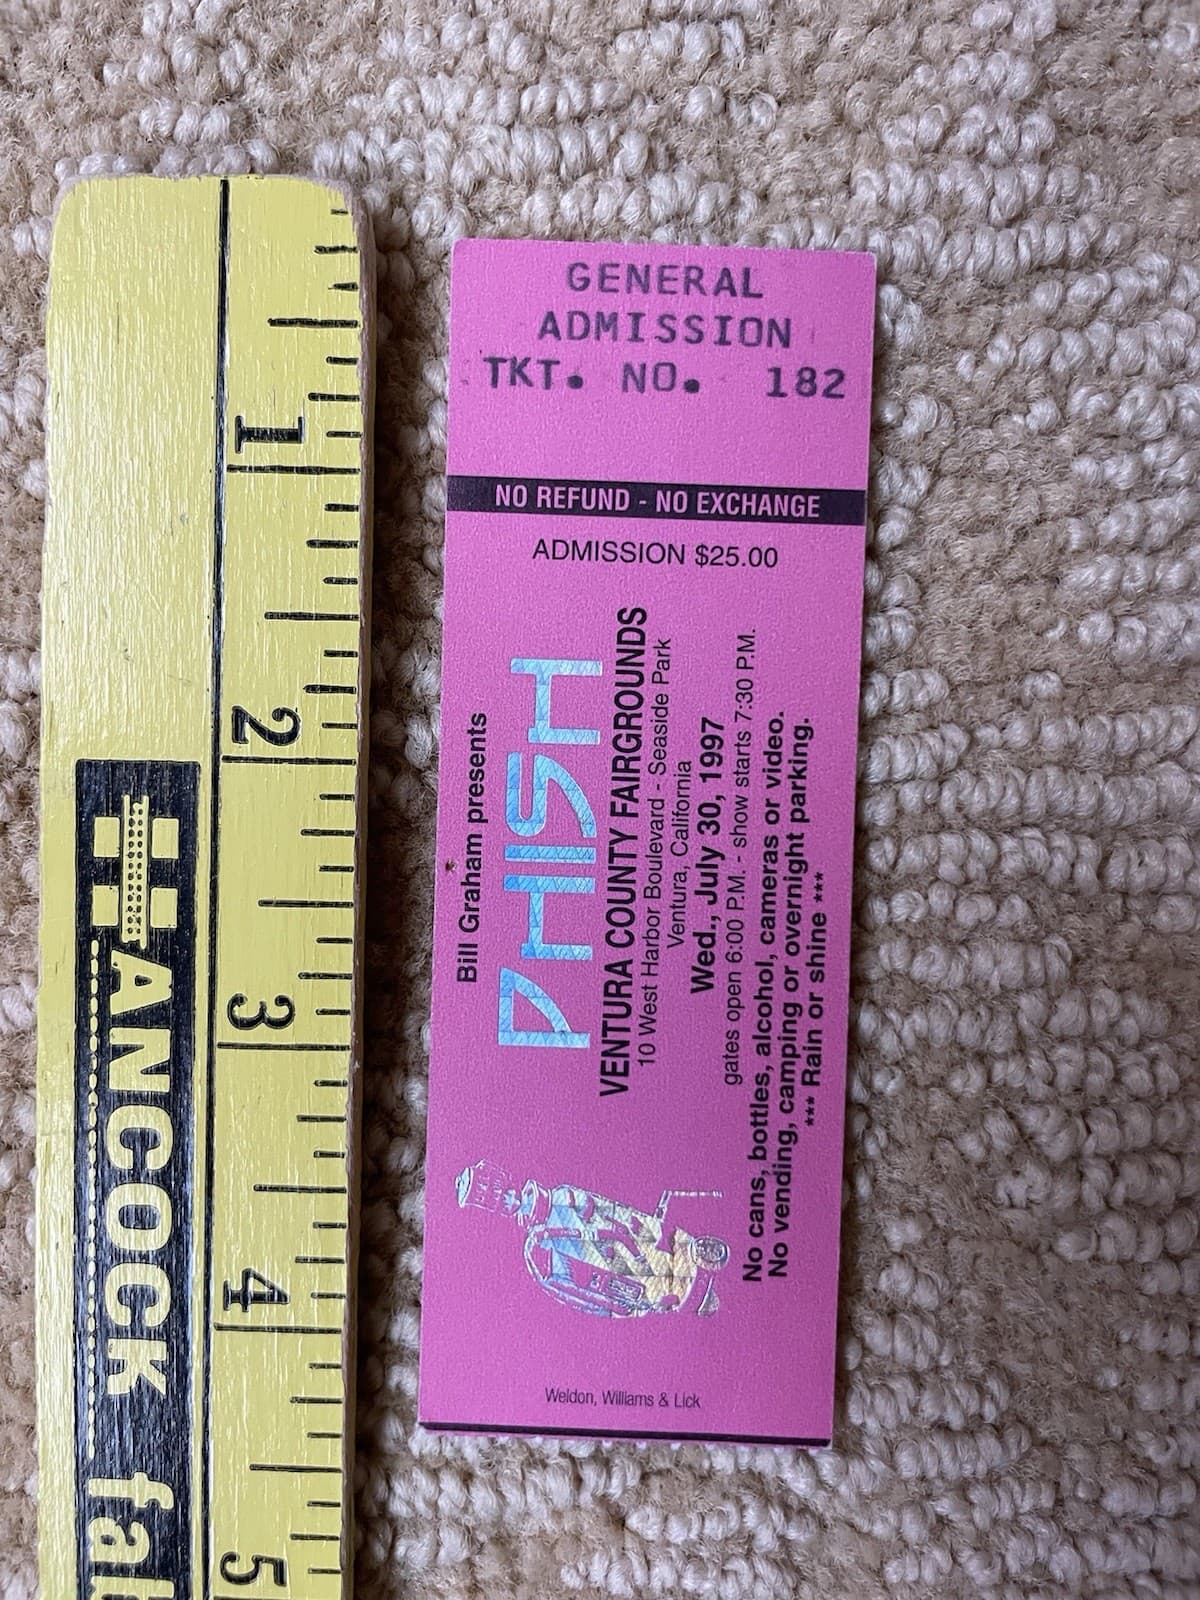 GENERAL
ADMISSION
TKT. NO. 182
NO REFUND - NO EXCHANGE
ADMISSION $25.00
Bill Graham presents
PHISH
VENTURA COUNTY FAIRGROUNDS
10 West Harbor Boulevard - Seaside Park
Ventura, California
Wed., July 30, 1997
gates open 6:00 P.M. - show starts 7:30 P.M.
No cans, bottles, alcohol, cameras or video.
No vending, camping or overnight parking.
*** Rain or shine ***
Weldon, Williams & Lick
1
2
3
4
5
HANCOCK